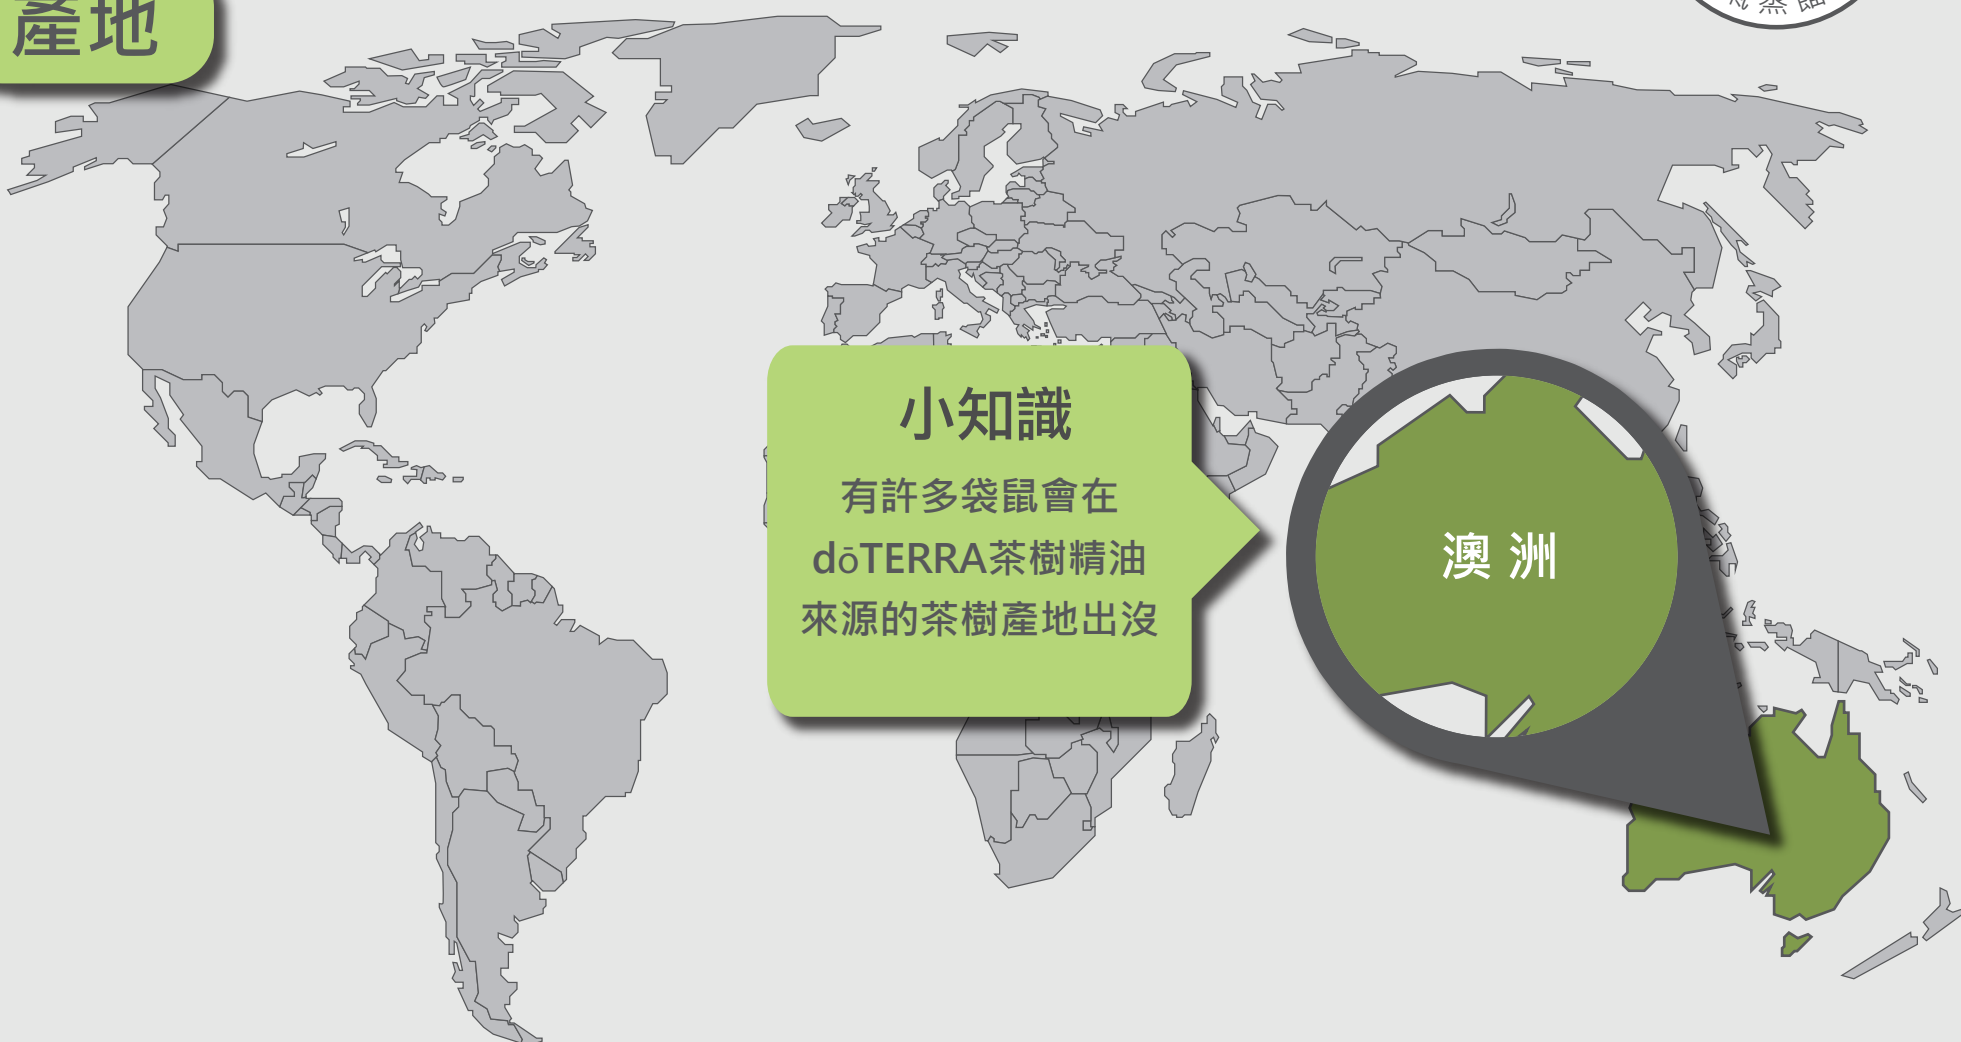 產地
小知識
有許多袋鼠會在
dōTERRA茶樹精油
來源的茶樹產地出沒
澳洲